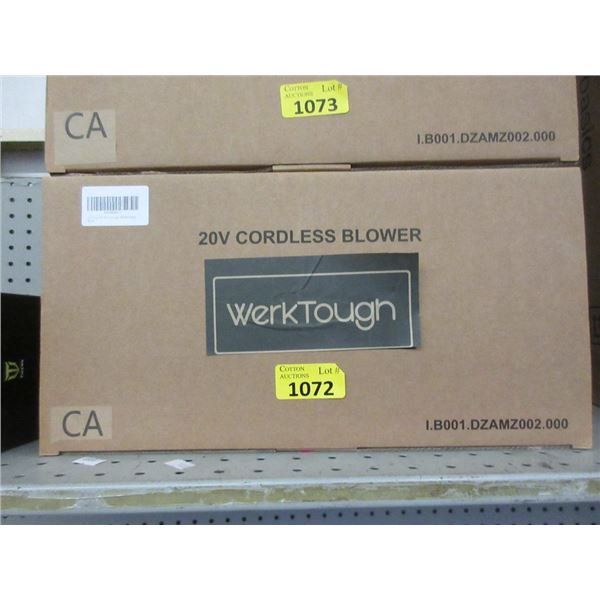 COTTON AUCTIONS Lot #
1073
CA
I.B001.DZAMZ002.000
20V CORDLESS BLOWER
WerkTough
COTTON AUCTIONS Lot #
1072
CA
I.B001.DZAMZ002.000